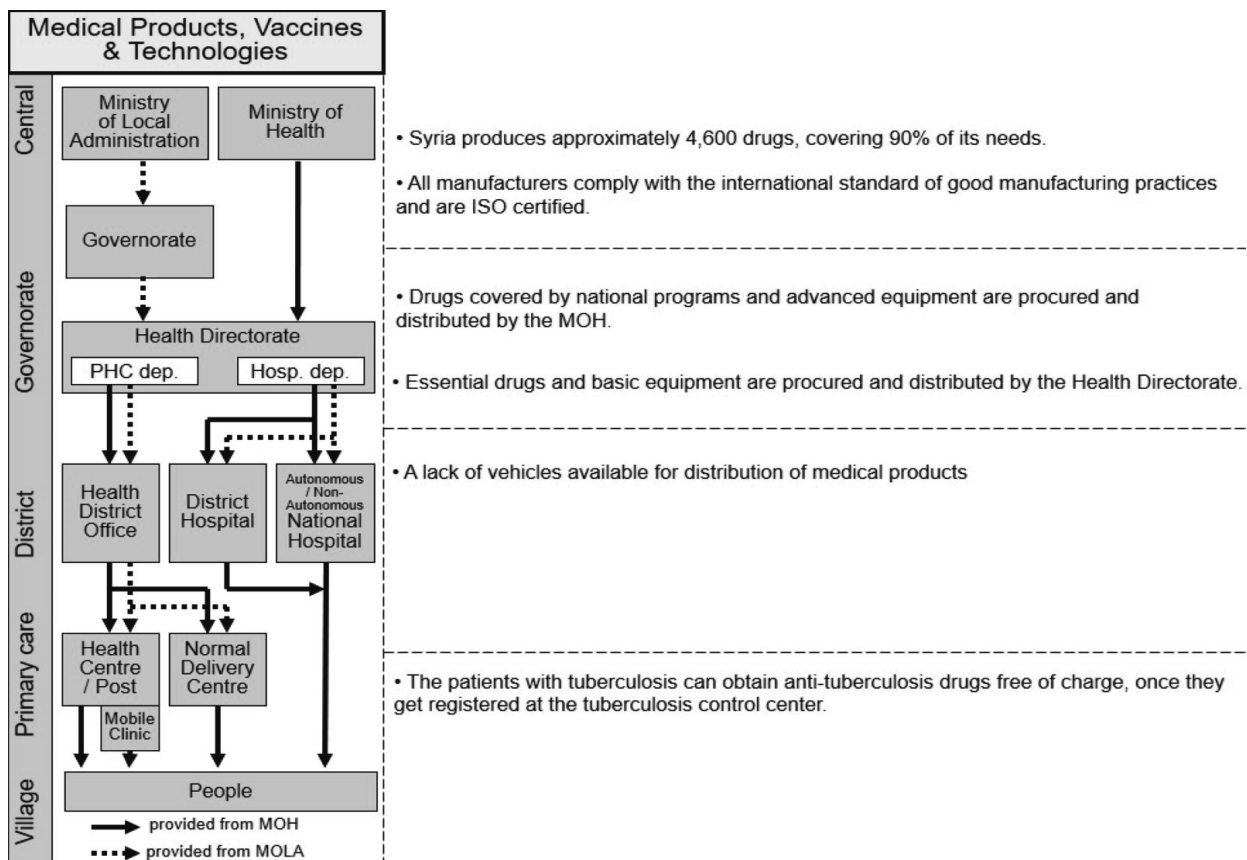 Medical Products, Vaccines
& Technologies
Central
Ministry
of Local
Administration
Ministry of
Health
• Syria produces approximately 4,600 drugs, covering 90% of its needs.
• All manufacturers comply with the international standard of good manufacturing practices
and are ISO certified.
Governorate
Governorate
Health Directorate
PHC dep.
Hosp. dep.
• Drugs covered by national programs and advanced equipment are procured and
distributed by the MOH.
• Essential drugs and basic equipment are procured and distributed by the Health Directorate.
District
Health
District
Office
District
Hospital
Autonomous
/ Non-
Autonomous
National
Hospital
• A lack of vehicles available for distribution of medical products
Primary care
Health
Centre
/ Post
Mobile
Clinic
Normal
Delivery
Centre
• The patients with tuberculosis can obtain anti-tuberculosis drugs free of charge, once they
get registered at the tuberculosis control center.
Village
People
provided from MOH
provided from MOLA